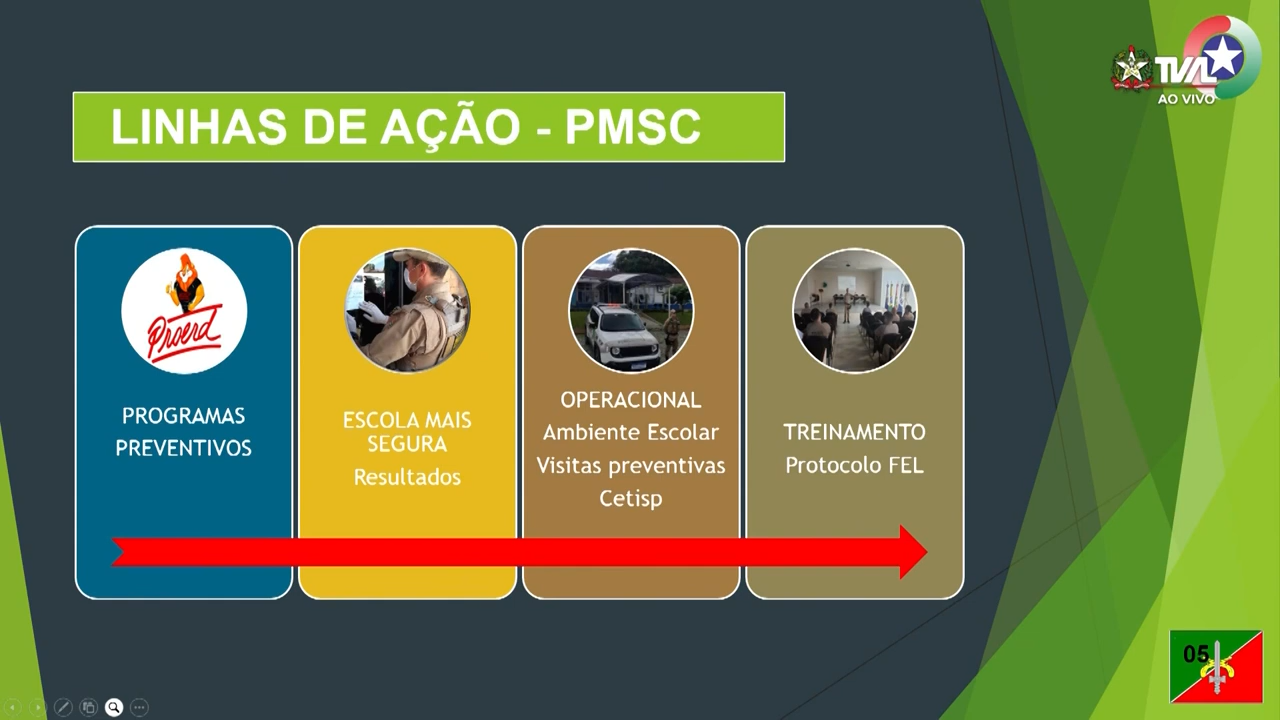 TVAL
AO VIVO
LINHAS DE AÇÃO - PMSC
Proerd
PROGRAMAS
PREVENTIVOS
ESCOLA MAIS
SEGURA
Resultados
OPERACIONAL
Ambiente Escolar
Visitas preventivas
Cetisp
TREINAMENTO
Protocolo FEL
05